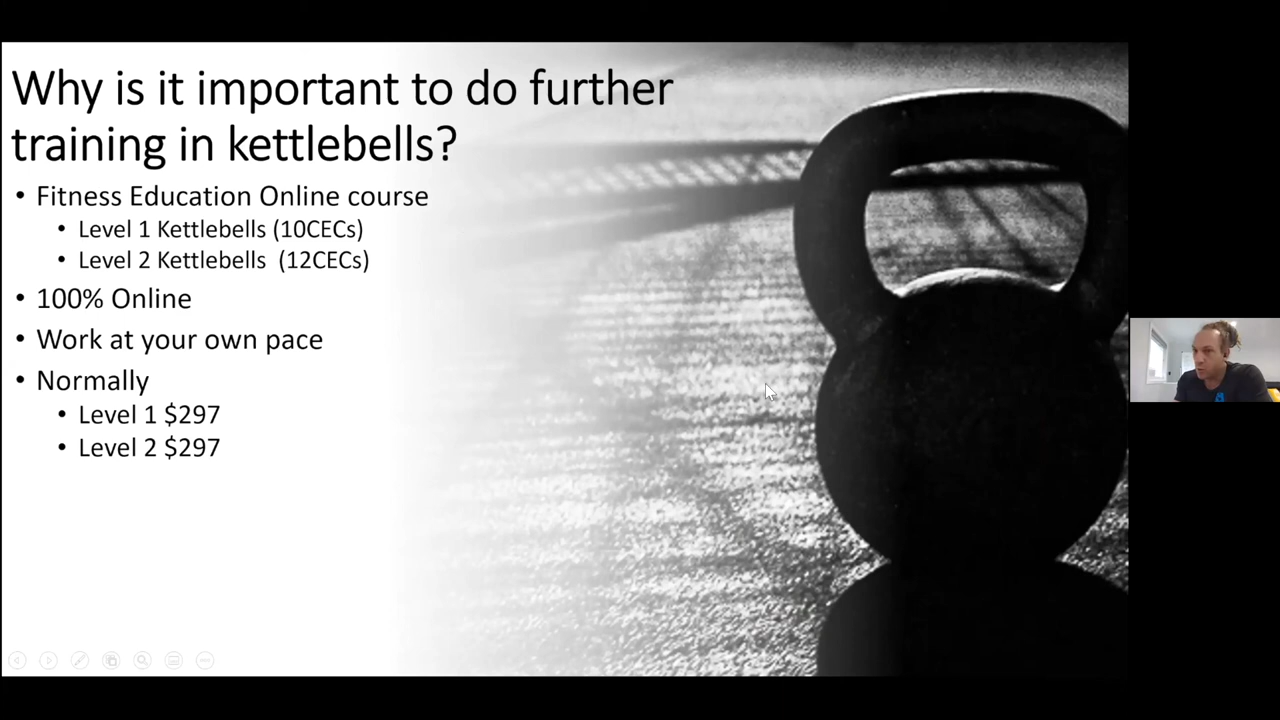 Why is it important to do further
training in kettlebells?
• Fitness Education Online course
• Level 1 Kettlebells (10CECs)
• Level 2 Kettlebells (12CECs)
• 100% Online
• Work at your own pace
• Normally
• Level 1 $297
• Level 2 $297